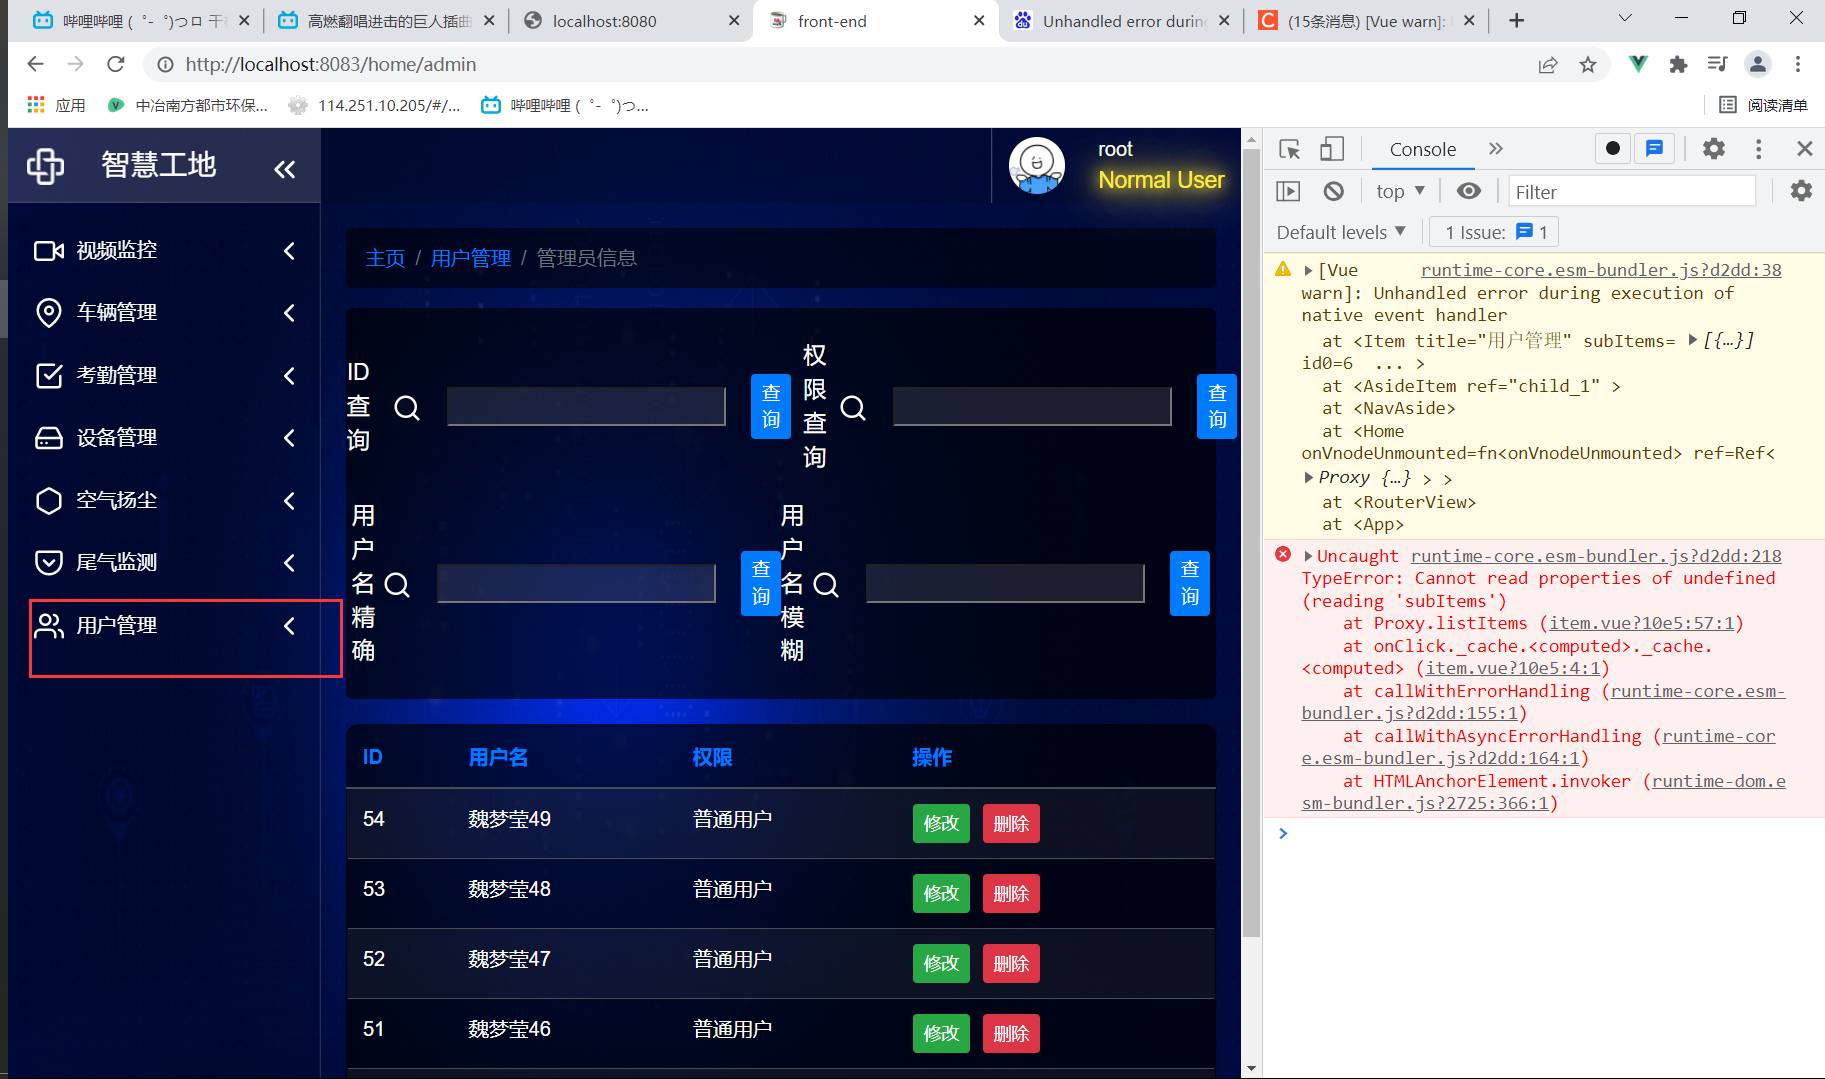 哔哩哔哩 ( ゜- ゜)つロ 干
高燃翻唱进击的巨人插曲
localhost:8080
front-end
Unhandled error durin
(15条消息) [Vue warn]:
http://localhost:8083/home/admin
应用
中冶南方都市环保...
114.251.10.205/#/...
哔哩哔哩 ( ゜- ゜)つ...
阅读清单
智慧工地
root
Normal User
视频监控
车辆管理
考勤管理
设备管理
空气扬尘
尾气监测
用户管理
主页 / 用户管理 / 管理员信息
ID查询
查询
权限查询
查询
用户名精确
查询
用户名模糊
查询
ID 用户名 权限 操作
54 魏梦莹49 普通用户 修改 删除
53 魏梦莹48 普通用户 修改 删除
52 魏梦莹47 普通用户 修改 删除
51 魏梦莹46 普通用户 修改 删除
Console
top
Filter
Default levels
1 Issue: 1
[Vue runtime-core.esm-bundler.js?d2dd:38
warn]: Unhandled error during execution of
native event handler
at <Item title="用户管理" subItems= [{…}]
id0=6 ... >
at <AsideItem ref="child_1" >
at <NavAside>
at <Home
onVnodeUnmounted=fn<onVnodeUnmounted> ref=Ref<
Proxy {…} > >
at <RouterView>
at <App>
Uncaught runtime-core.esm-bundler.js?d2dd:218
TypeError: Cannot read properties of undefined
(reading 'subItems')
at Proxy.listItems (item.vue?10e5:57:1)
at onClick._cache.<computed>._cache.
<computed> (item.vue?10e5:4:1)
at callWithErrorHandling (runtime-core.esm-
bundler.js?d2dd:155:1)
at callWithAsyncErrorHandling (runtime-cor
e.esm-bundler.js?d2dd:164:1)
at HTMLAnchorElement.invoker (runtime-dom.e
sm-bundler.js?2725:366:1)